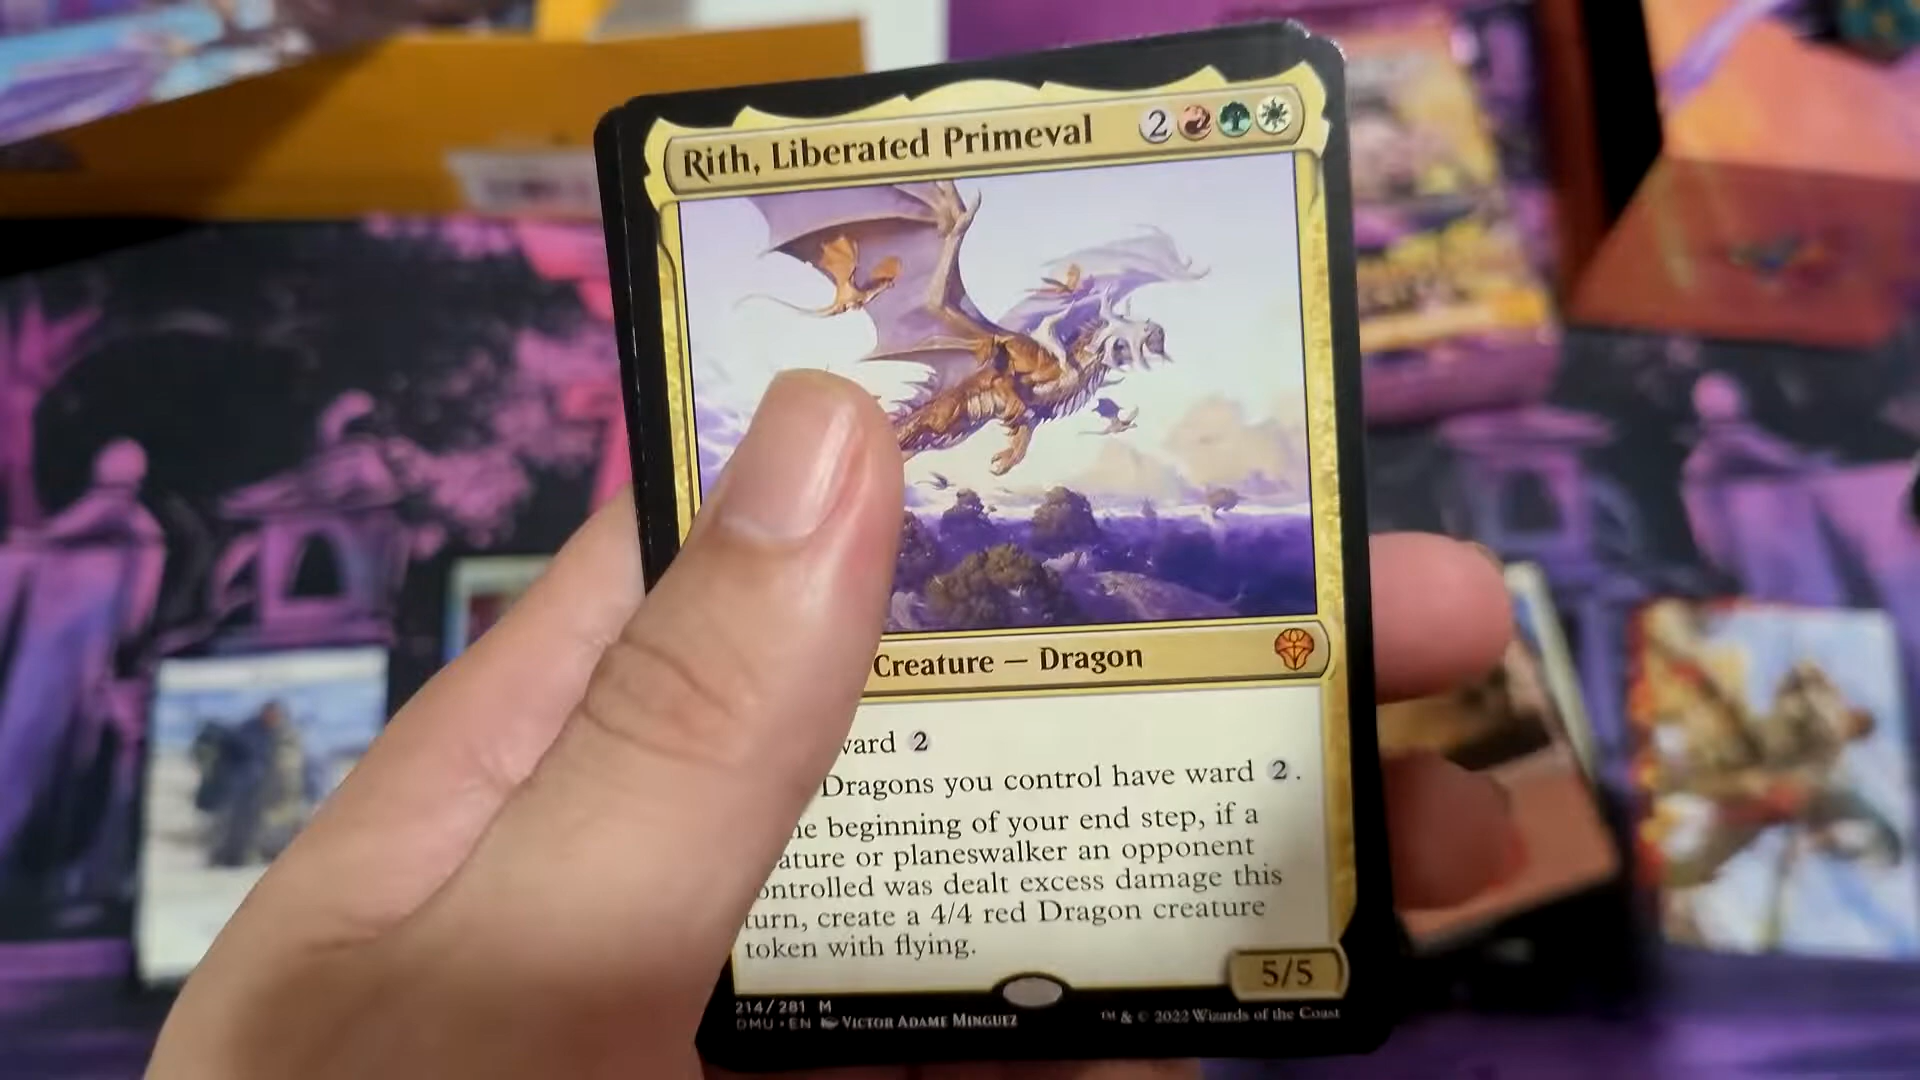 Rith, Liberated Primeval 2
Creature — Dragon
ward 2
Dragons you control have ward 2.
beginning of your end step, if a
ature or planeswalker an opponent
ontrolled was dealt excess damage this
turn, create a 4/4 red Dragon creature
token with flying.
5/5
214/281 M
DMU • EN VICTOR ADAME MINGUEZ
™ & © 2022 Wizards of the Coast